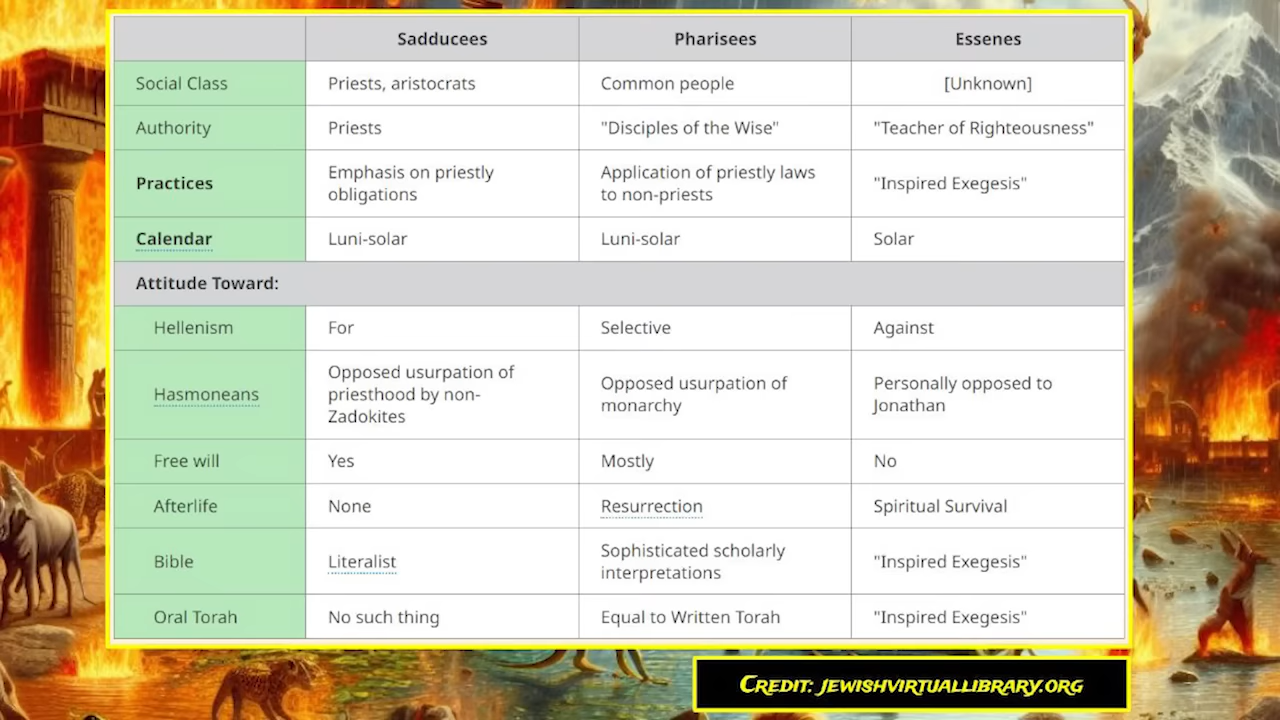 Sadducees Pharisees Essenes
Social Class Priests, aristocrats Common people [Unknown]
Authority Priests "Disciples of the Wise" "Teacher of Righteousness"
Practices Emphasis on priestly
obligations Application of priestly laws
to non-priests "Inspired Exegesis"
Calendar Luni-solar Luni-solar Solar
Attitude Toward:
Hellenism For Selective Against
Hasmoneans Opposed usurpation of
priesthood by non-
Zadokites Opposed usurpation of
monarchy Personally opposed to
Jonathan
Free will Yes Mostly No
Afterlife None Resurrection Spiritual Survival
Bible Literalist Sophisticated scholarly
interpretations "Inspired Exegesis"
Oral Torah No such thing Equal to Written Torah "Inspired Exegesis"
Credit: jewishvirtuallibrary.org